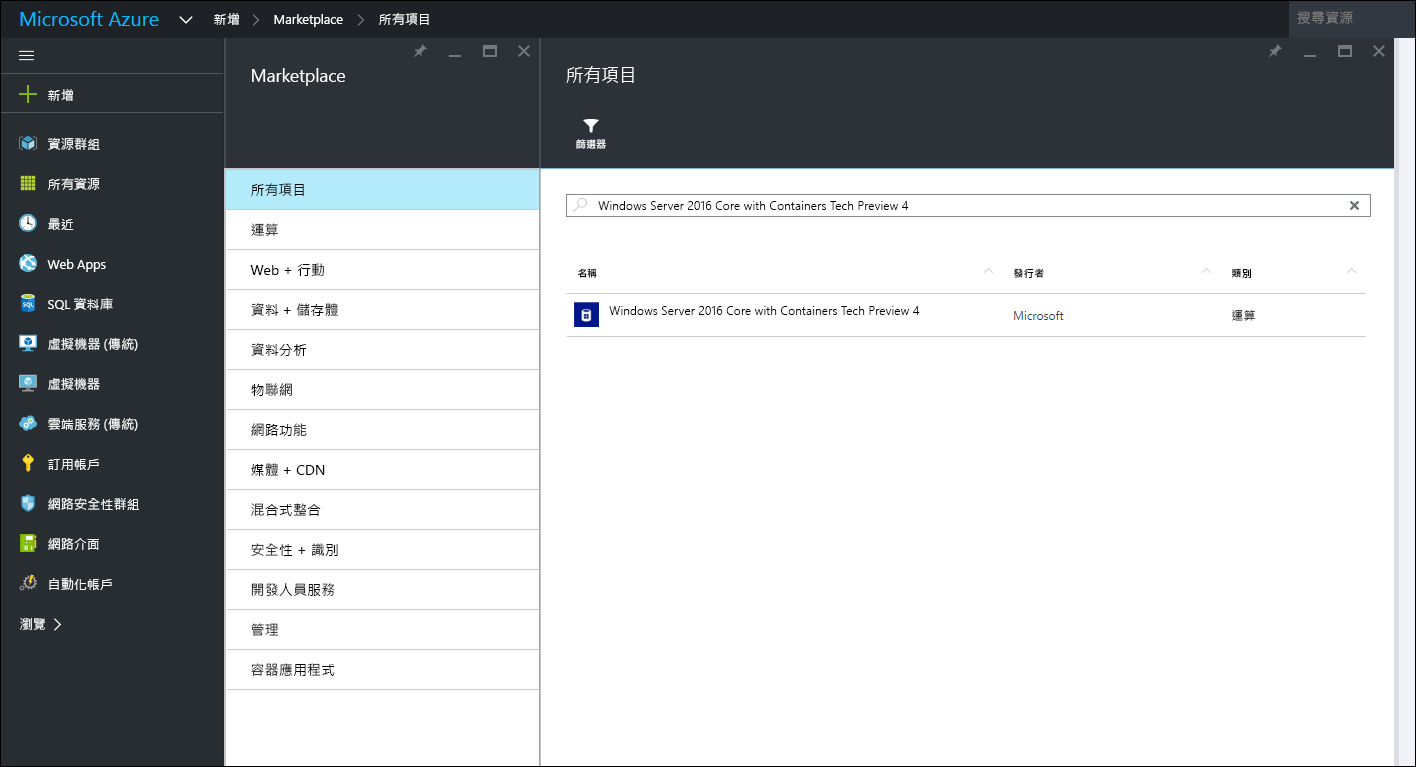 Microsoft Azure 新增 Marketplace 所有項目 搜尋資源
新增
資源群組
所有資源
最近
Web Apps
SQL 資料庫
虛擬機器 (傳統)
虛擬機器
雲端服務 (傳統)
訂用帳戶
網路安全性群組
網路介面
自動化帳戶
瀏覽
Marketplace
所有項目
運算
Web + 行動
資料 + 儲存體
資料分析
物聯網
網路功能
媒體 + CDN
混合式整合
安全性 + 識別
開發人員服務
管理
容器應用程式
所有項目
篩選器
Windows Server 2016 Core with Containers Tech Preview 4
名稱 發行者 類別
Windows Server 2016 Core with Containers Tech Preview 4 Microsoft 運算